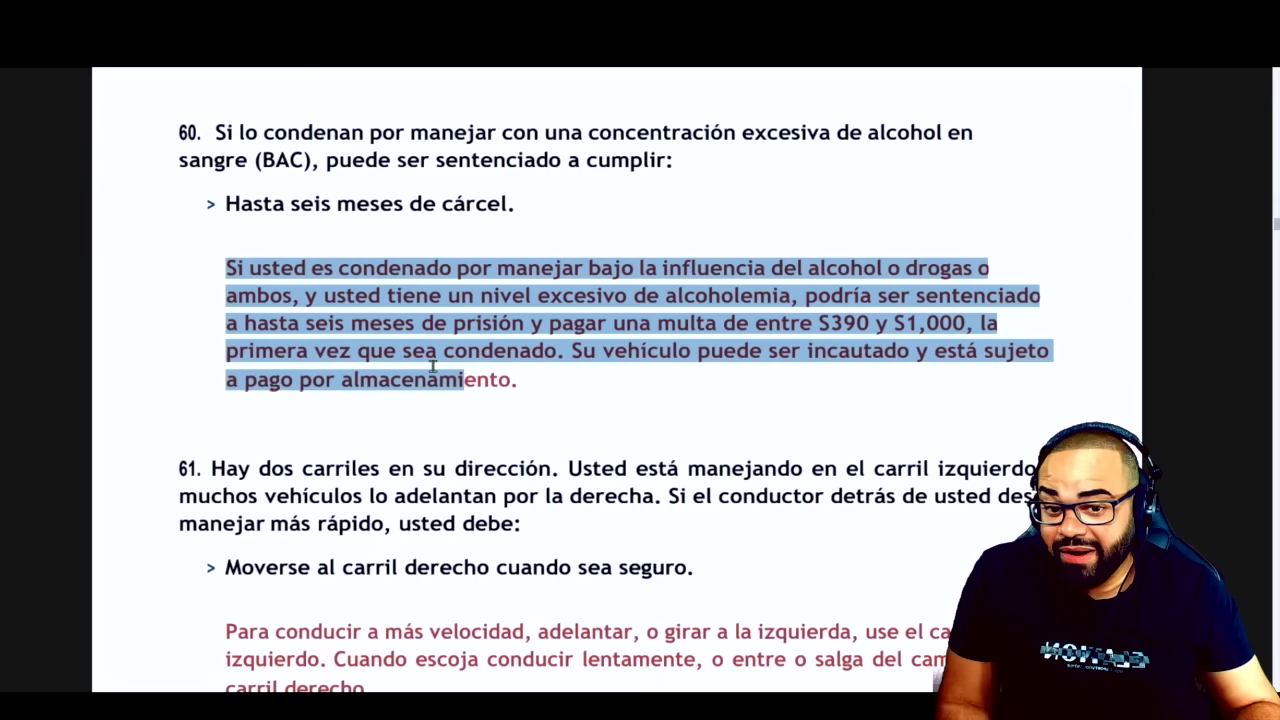 60. Si lo condenan por manejar con una concentración excesiva de alcohol en
sangre (BAC), puede ser sentenciado a cumplir:
> Hasta seis meses de cárcel.
Si usted es condenado por manejar bajo la influencia del alcohol o drogas o
ambos, y usted tiene un nivel excesivo de alcoholemia, podría ser sentenciado
a hasta seis meses de prisión y pagar una multa de entre S390 y S1,000, la
primera vez que sea condenado. Su vehículo puede ser incautado y está sujeto
a pago por almacenamiento.
61. Hay dos carriles en su dirección. Usted está manejando en el carril izquierdo
muchos vehículos lo adelantan por la derecha. Si el conductor detrás de usted des
manejar más rápido, usted debe:
> Moverse al carril derecho cuando sea seguro.
Para conducir a más velocidad, adelantar, o girar a la izquierda, use el ca
izquierdo. Cuando escoja conducir lentamente, o entre o salga del cam
carril derecho